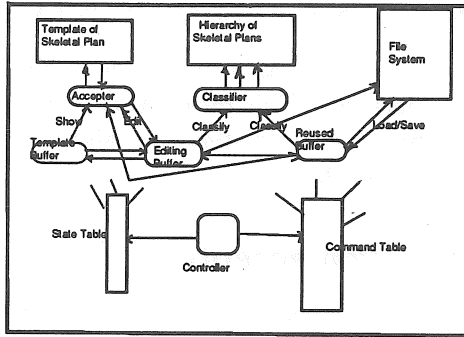 Template of
Skeletal Plan
Hierarchy of
Skeletal Plans
File
System
Accepter
Classifier
Show
Edit
Classify
Classify
Load/Save
Template
Buffer
Editing
Buffer
Reused
Buffer
State Table
Command Table
Controller